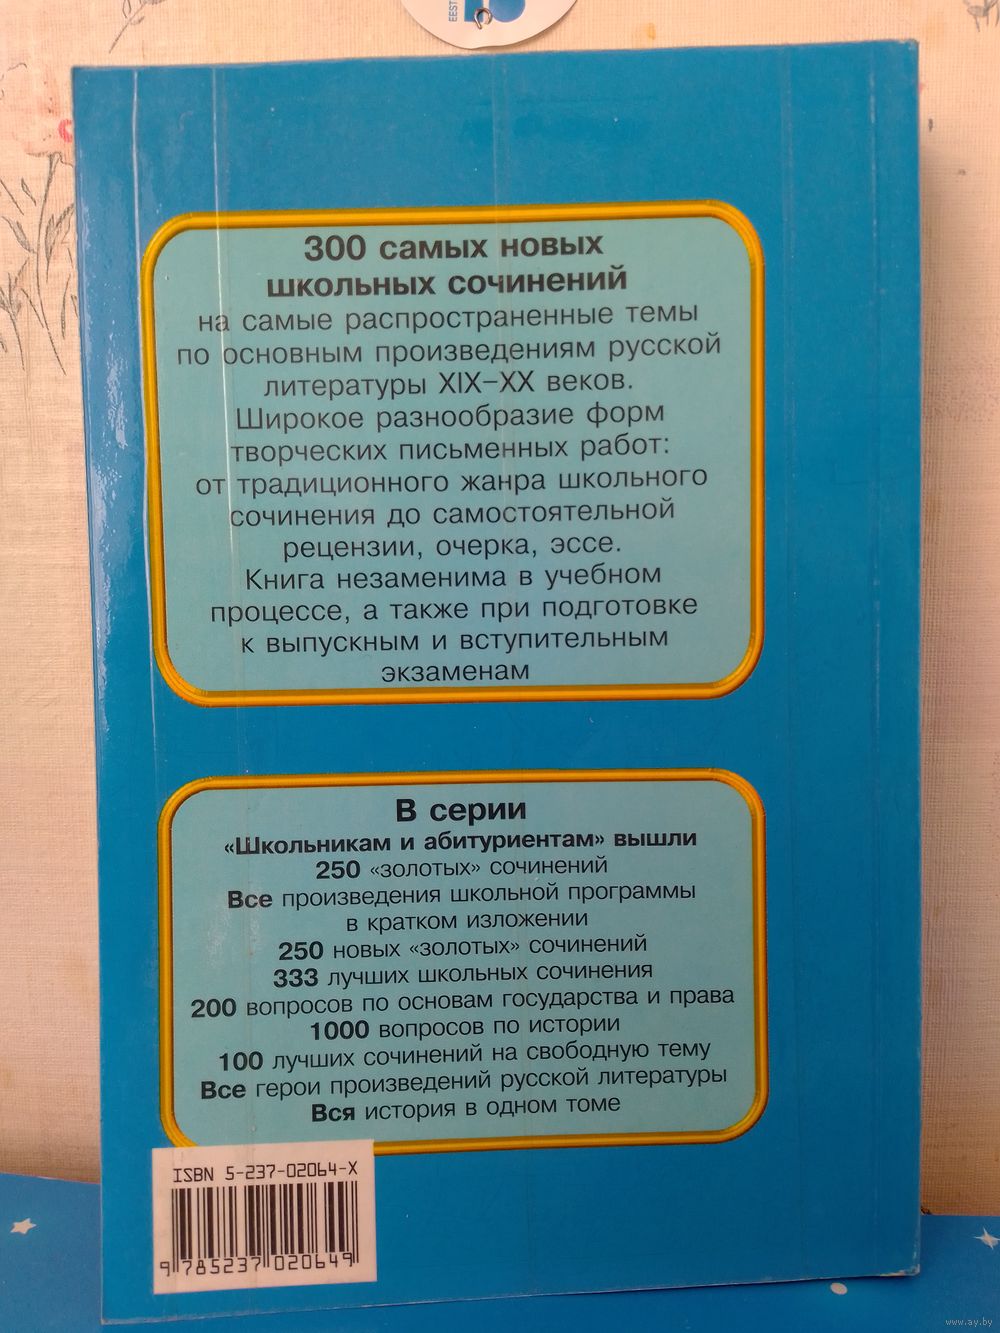 EEST
300 самых новых
школьных сочинений
на самые распространенные темы
по основным произведениям русской
литературы XIX–XX веков.
Широкое разнообразие форм
творческих письменных работ:
от традиционного жанра школьного
сочинения до самостоятельной
рецензии, очерка, эссе.
Книга незаменима в учебном
процессе, а также при подготовке
к выпускным и вступительным
экзаменам
В серии
«Школьникам и абитуриентам» вышли
250 «золотых» сочинений
Все произведения школьной программы
в кратком изложении
250 новых «золотых» сочинений
333 лучших школьных сочинения
200 вопросов по основам государства и права
1000 вопросов по истории
100 лучших сочинений на свободную тему
Все герои произведений русской литературы
Вся история в одном томе
ISBN 5-237-02064-X
9 785237 020649
www.ay.by